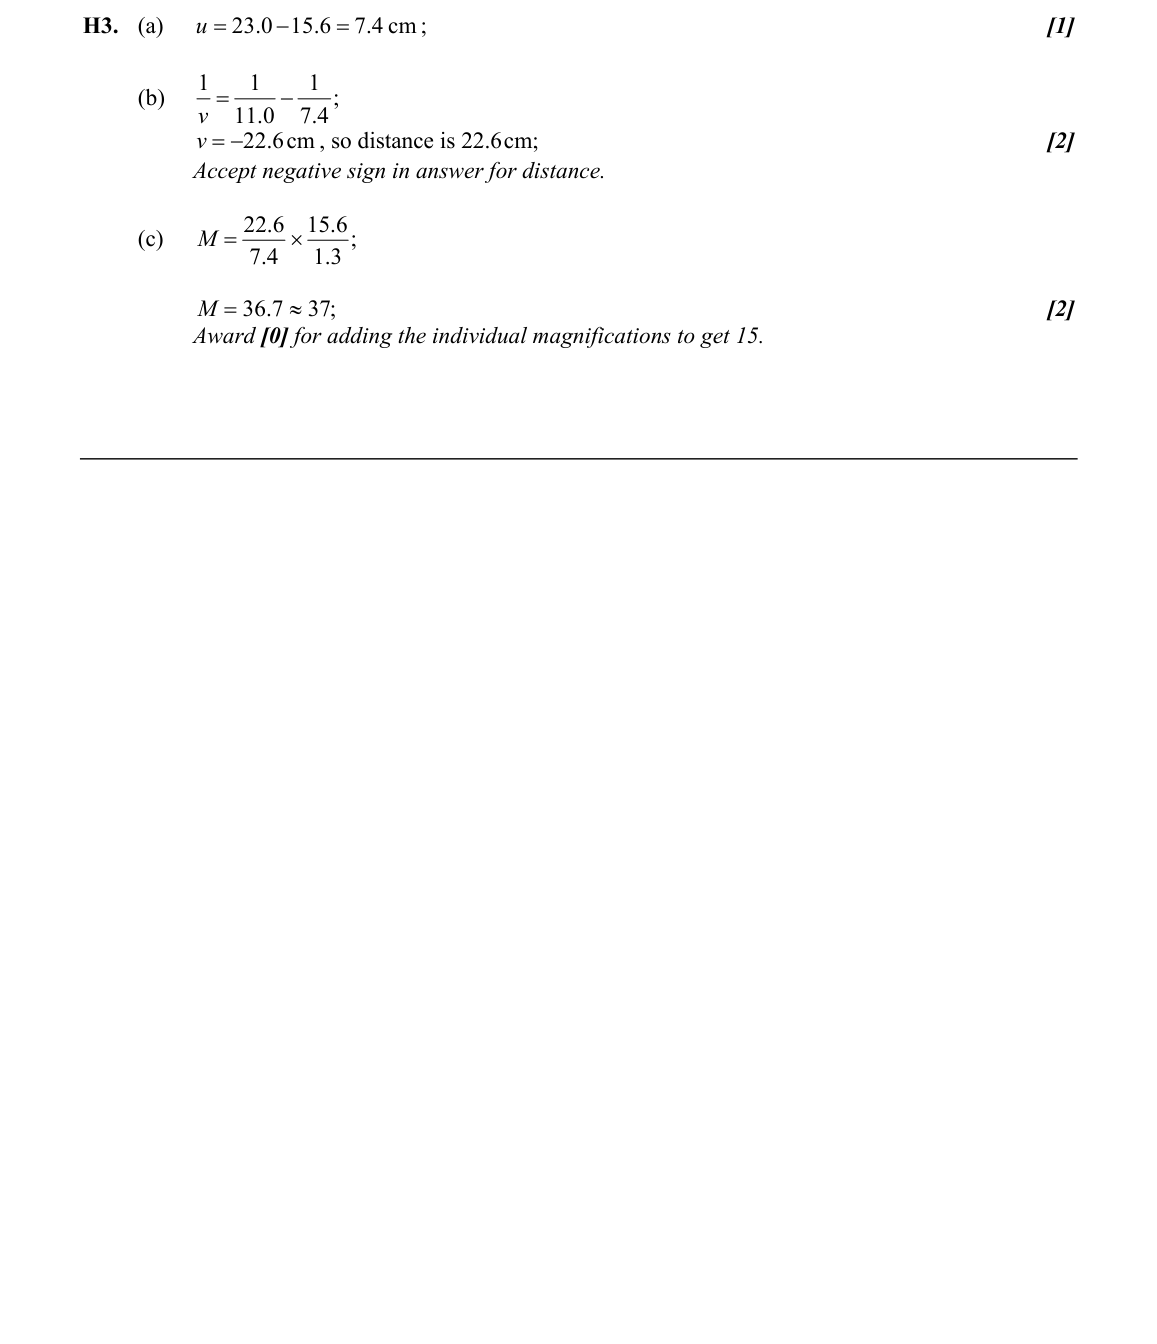 H3. (a) u = 23.0 − 15.6 = 7.4 cm ; [1]
(b) 1/v = 1/11.0 − 1/7.4 ;
v = −22.6 cm , so distance is 22.6 cm; [2]
Accept negative sign in answer for distance.
(c) M = 22.6/7.4 × 15.6/1.3 ;
M = 36.7 ≈ 37; [2]
Award [0] for adding the individual magnifications to get 15.